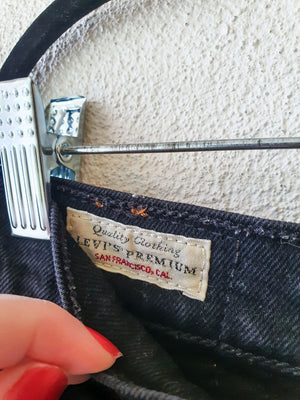 Quality Clothing
LEVI'S PREMIUM
SAN FRANCISCO, CAL.